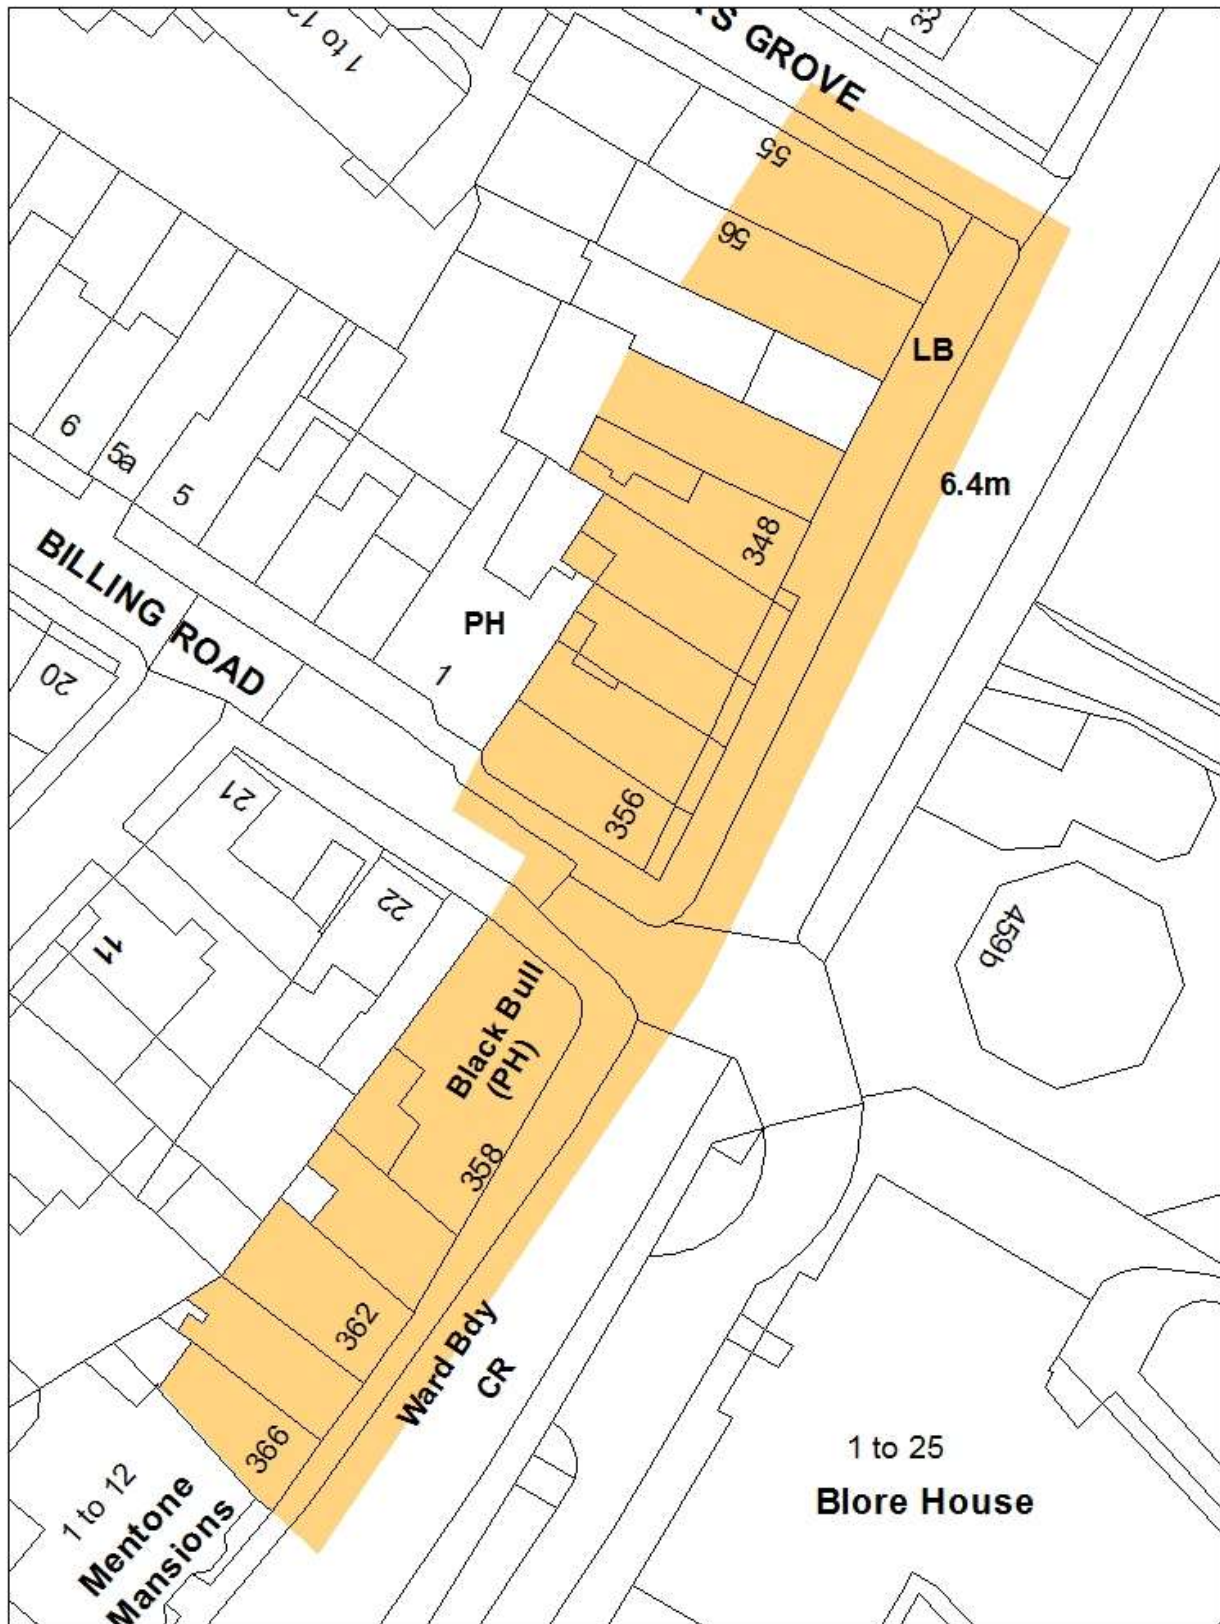 1 to 12
GROVE
55
56
LB
6.4m
6
5a
5
348
BILLING ROAD
PH
1
20
21
356
22
11
459b
Black Bull
(PH)
358
362
Ward Bdy
CR
366
1 to 25
Blore House
1 to 12
Mentone
Mansions